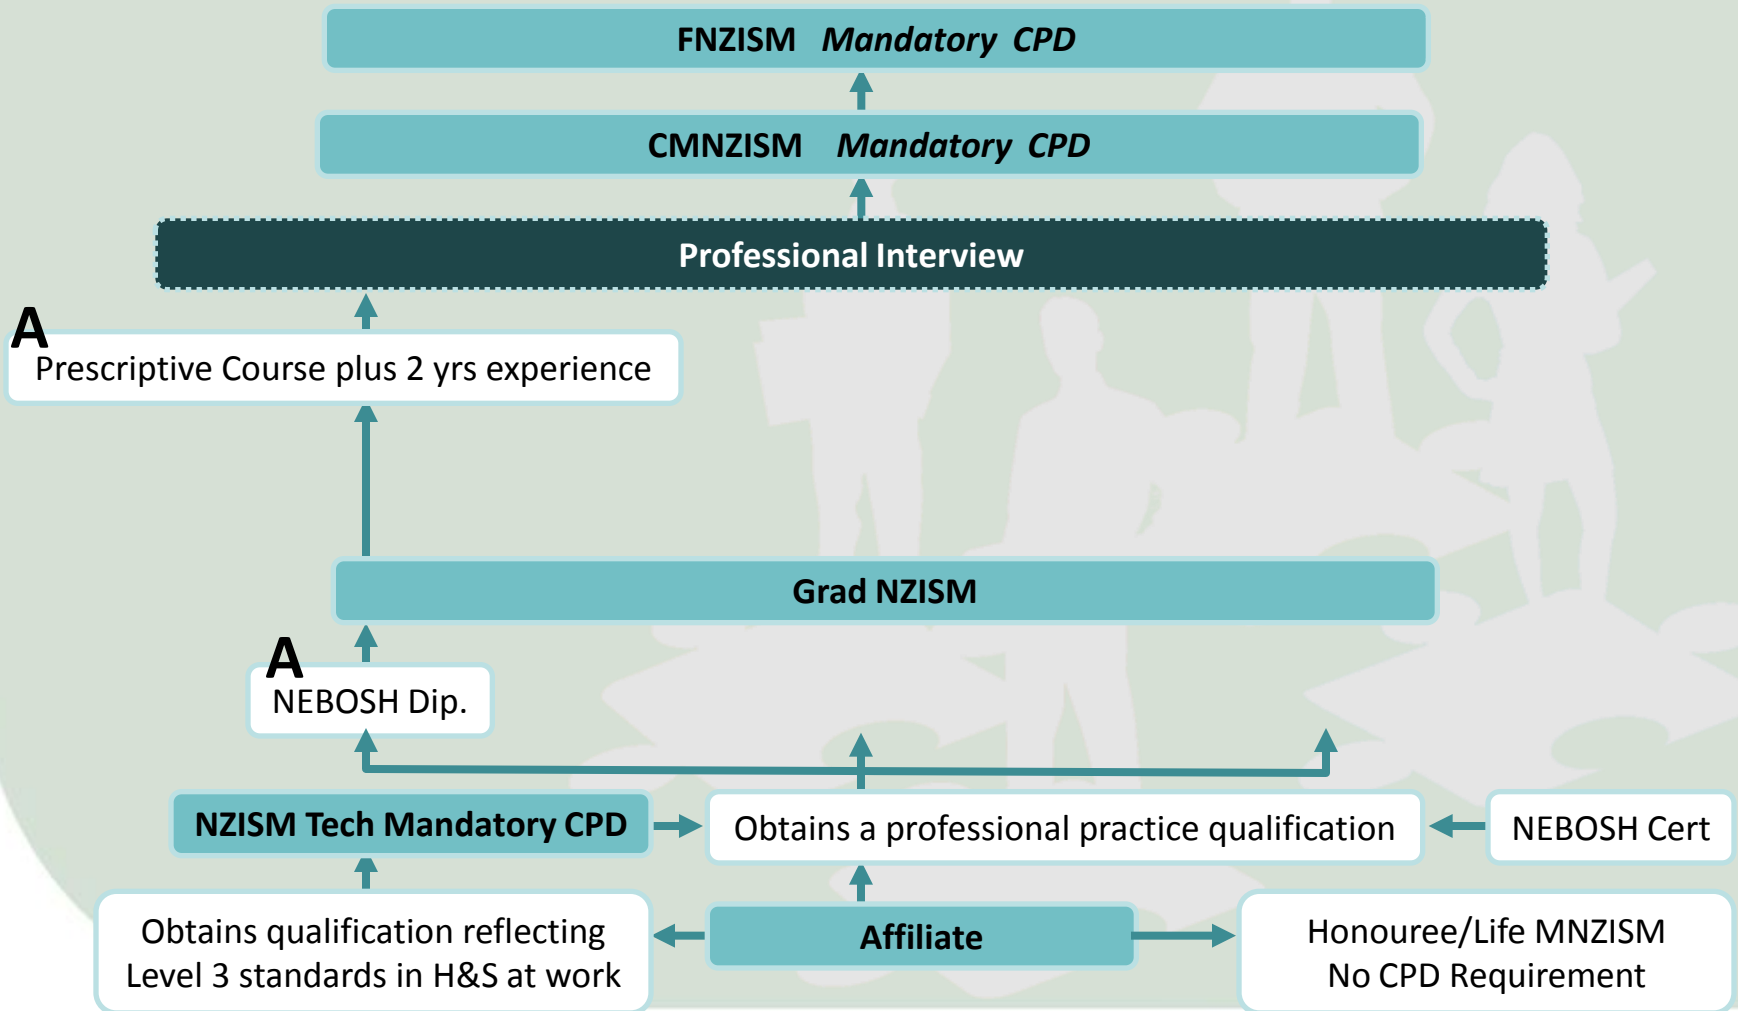 FNZISM Mandatory CPD
CMNZISM Mandatory CPD
Professional Interview
A
Prescriptive Course plus 2 yrs experience
Grad NZISM
A
NEBOSH Dip.
NZISM Tech Mandatory CPD
Obtains a professional practice qualification
NEBOSH Cert
Obtains qualification reflecting
Level 3 standards in H&S at work
Affiliate
Honouree/Life MNZISM
No CPD Requirement